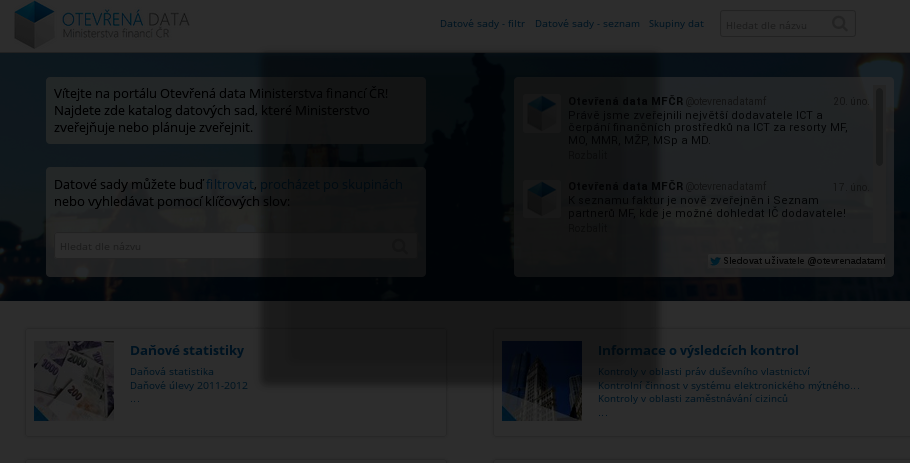 OTEVŘENÁ DATA
Ministerstva financí ČR
Datové sady - filtr Datové sady - seznam Skupiny dat
Hledat dle názvu
Vítejte na portálu Otevřená data Ministerstva financí ČR!
Najdete zde katalog datových sad, které Ministerstvo
zveřejňuje nebo plánuje zveřejnit.
Datové sady můžete buď filtrovat, procházet po skupinách
nebo vyhledávat pomocí klíčových slov:
Hledat dle názvu
Otevřená data MFČR @otevrenadatamf 20. úno
Právě jsme zveřejnili největší dodavatele ICT a
čerpání finančních prostředků na ICT za resorty MF,
MO, MMR, MŽP, MSp a MD.
Rozbalit
Otevřená data MFČR @otevrenadatamf 17. úno
K seznamu faktur je nově zveřejněn i Seznam
partnerů MF, kde je možné dohledat IČ dodavatele!
Rozbalit
Sledovat uživatele @otevrenadatamf
Daňové statistiky
Daňová statistika
Daňové úlevy 2011-2012
...
Informace o výsledcích kontrol
Kontroly v oblasti práv duševního vlastnictví
Kontrolní činnost v systému elektronického mýtného...
Kontroly v oblasti zaměstnávání cizinců
...